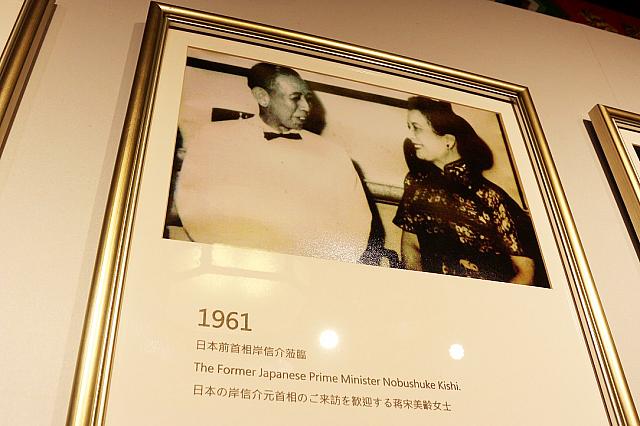 1961
日本前首相岸信介蒞臨
The Former Japanese Prime Minister Nobushuke Kishi.
日本の岸信介元首相のご来訪を歓迎する蒋宋美齢女士